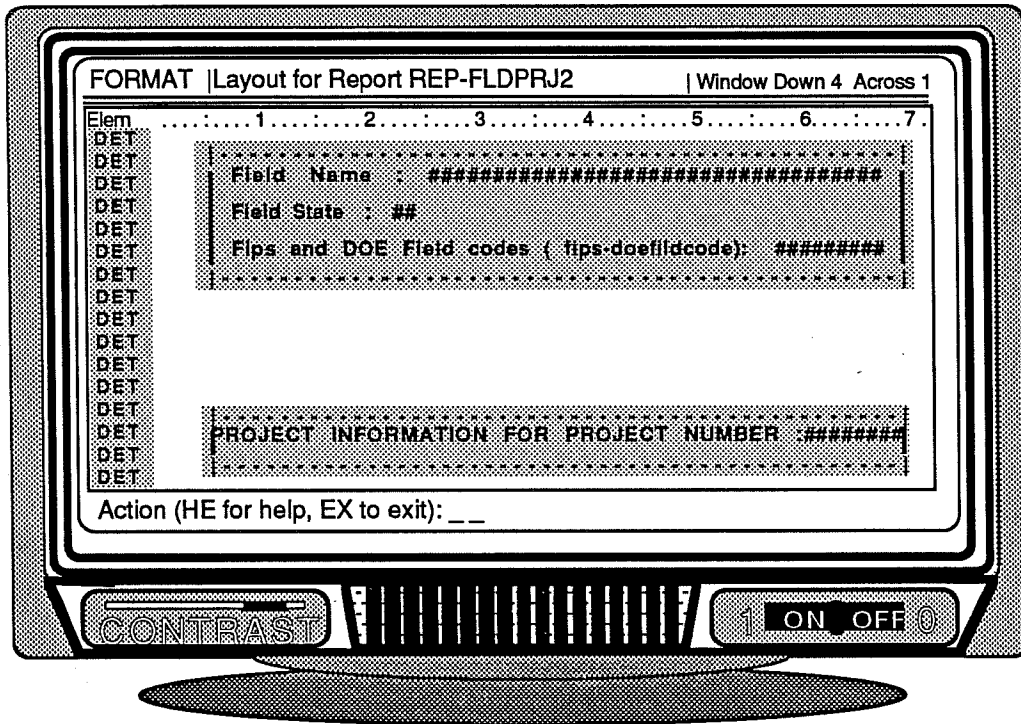 FORMAT |Layout for Report REP-FLDPRJ2 | Window Down 4 Across 1
Elem ....:....1....:....2....:....3....:....4....:....5....:....6....:....7.
DET
DET
DET Field Name : ###################################
DET
DET Field State : ##
DET
DET Fips and DOE Field codes ( fips-doefildcode): #########
DET
DET
DET
DET
DET
DET
DET PROJECT INFORMATION FOR PROJECT NUMBER :########
DET
DET
Action (HE for help, EX to exit): _ _
CONTRAST
1 ON OFF 0